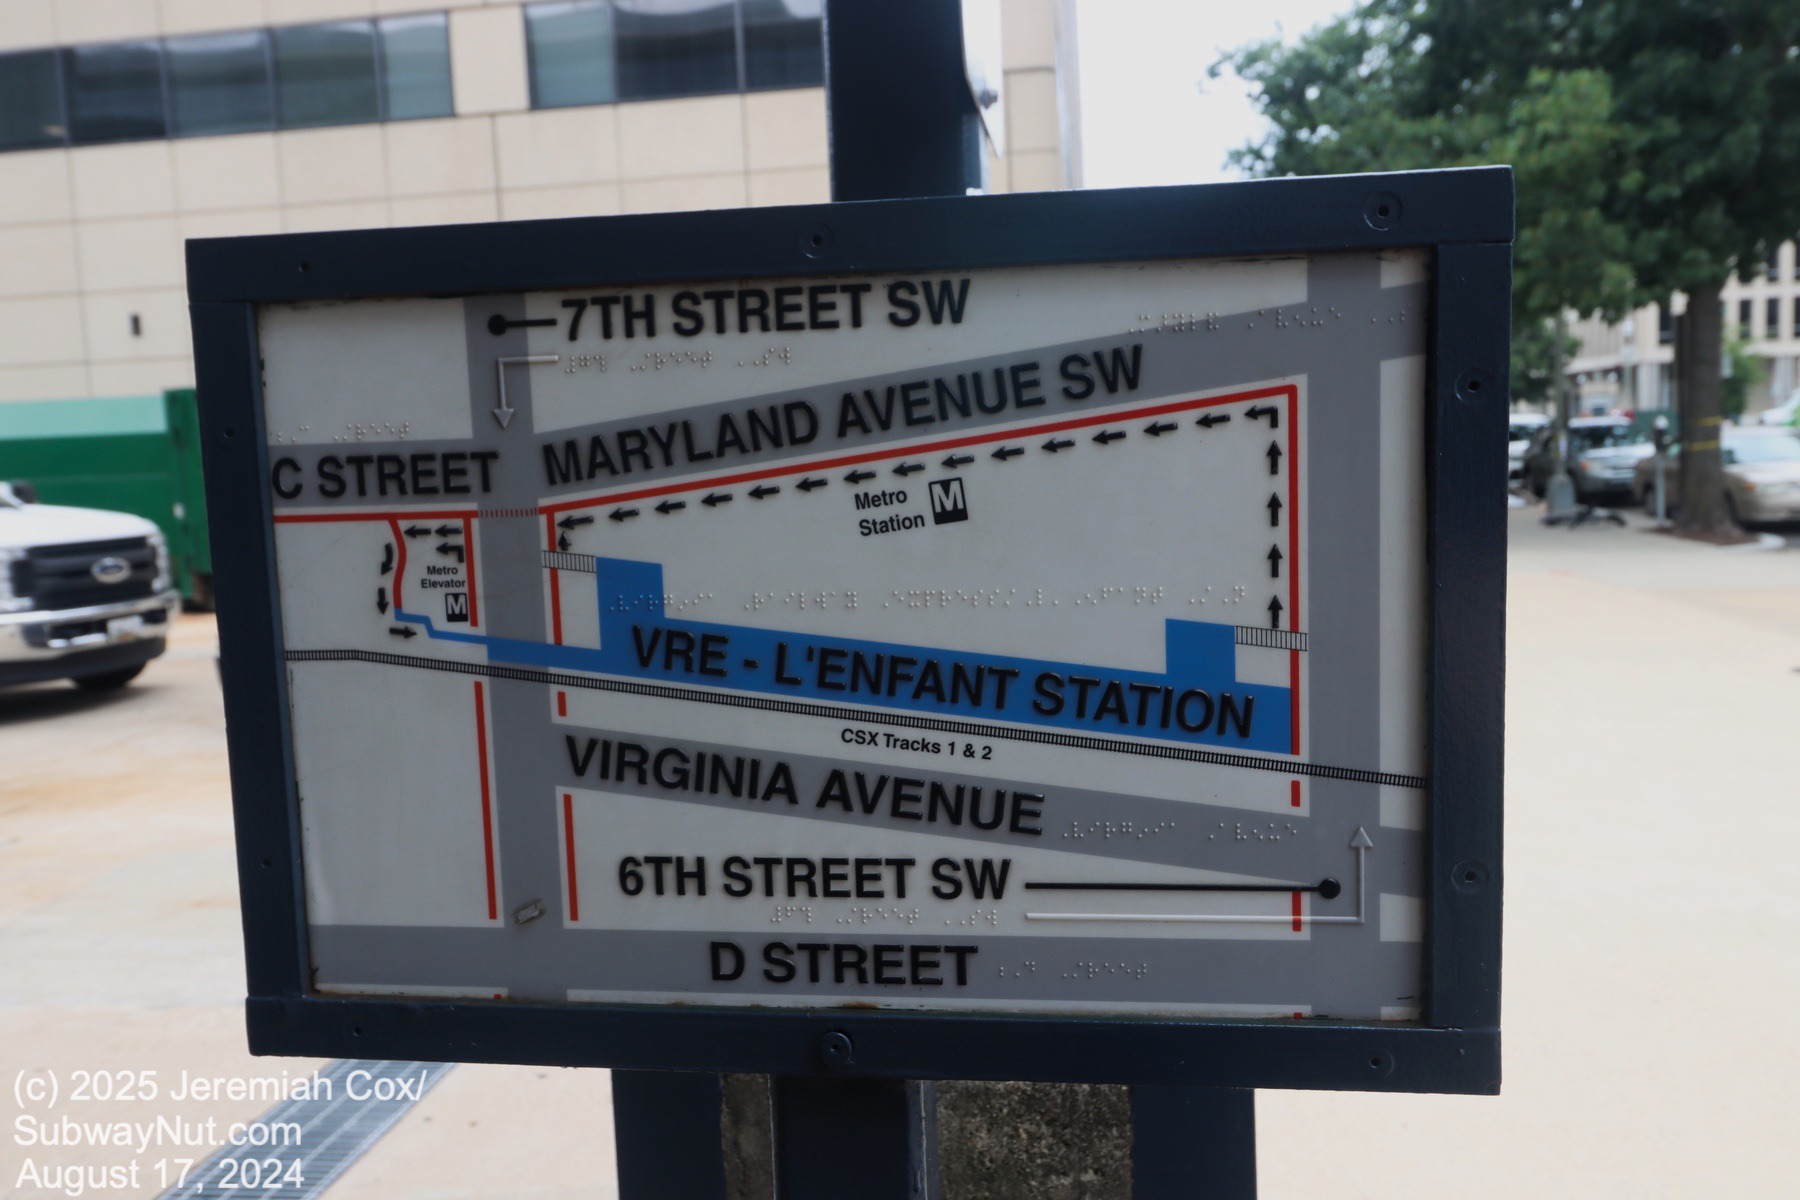 7TH STREET SW
MARYLAND AVENUE SW
C STREET
Metro
Station M
Metro
Elevator
M
VRE - L'ENFANT STATION
CSX Tracks 1 & 2
VIRGINIA AVENUE
6TH STREET SW
D STREET
(c) 2025 Jeremiah Cox/
SubwayNut.com
August 17, 2024